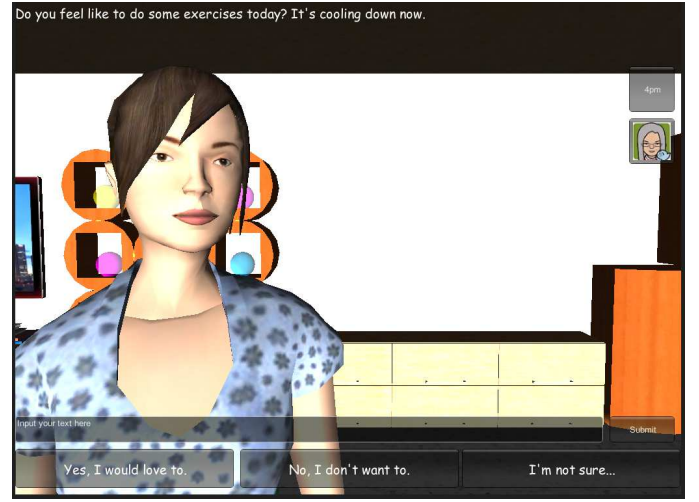 Do you feel like to do some exercises today? It's cooling down now.
4pm
Input your text here
Submit
Yes, I would love to.
No, I don't want to.
I'm not sure...